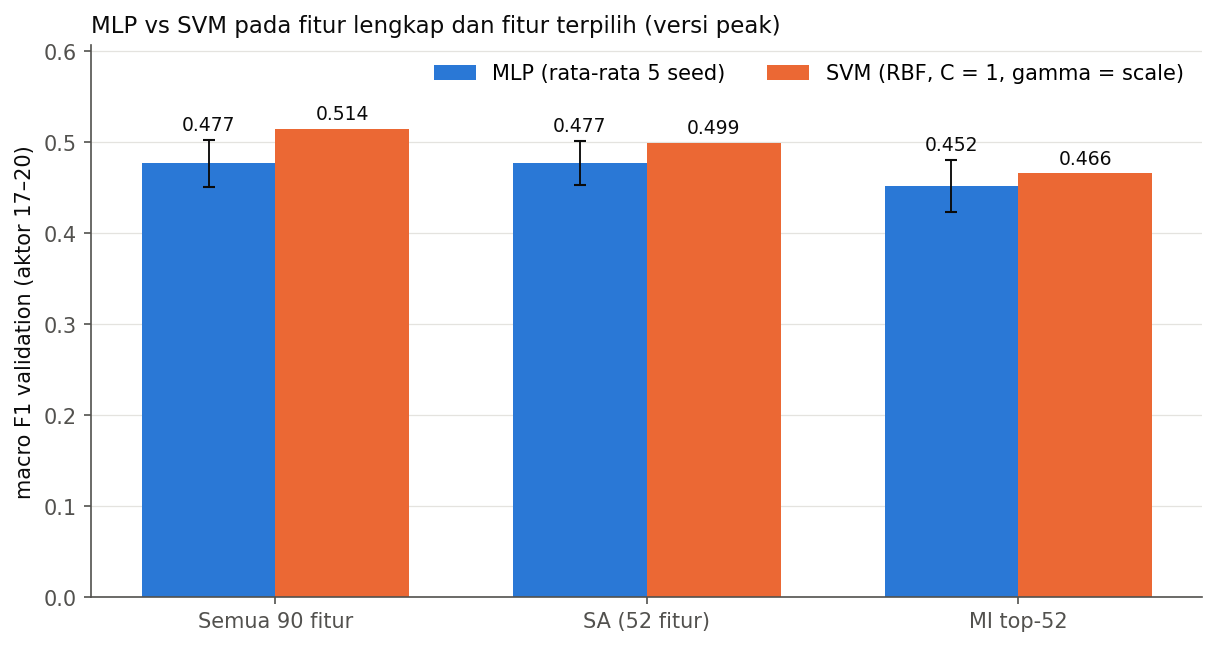 MLP vs SVM pada fitur lengkap dan fitur terpilih (versi peak)
MLP (rata-rata 5 seed)
SVM (RBF, C = 1, gamma = scale)
macro F1 validation (aktor 17–20)
0.6
0.5
0.4
0.3
0.2
0.1
0.0
0.477
0.514
0.477
0.499
0.452
0.466
Semua 90 fitur
SA (52 fitur)
MI top-52